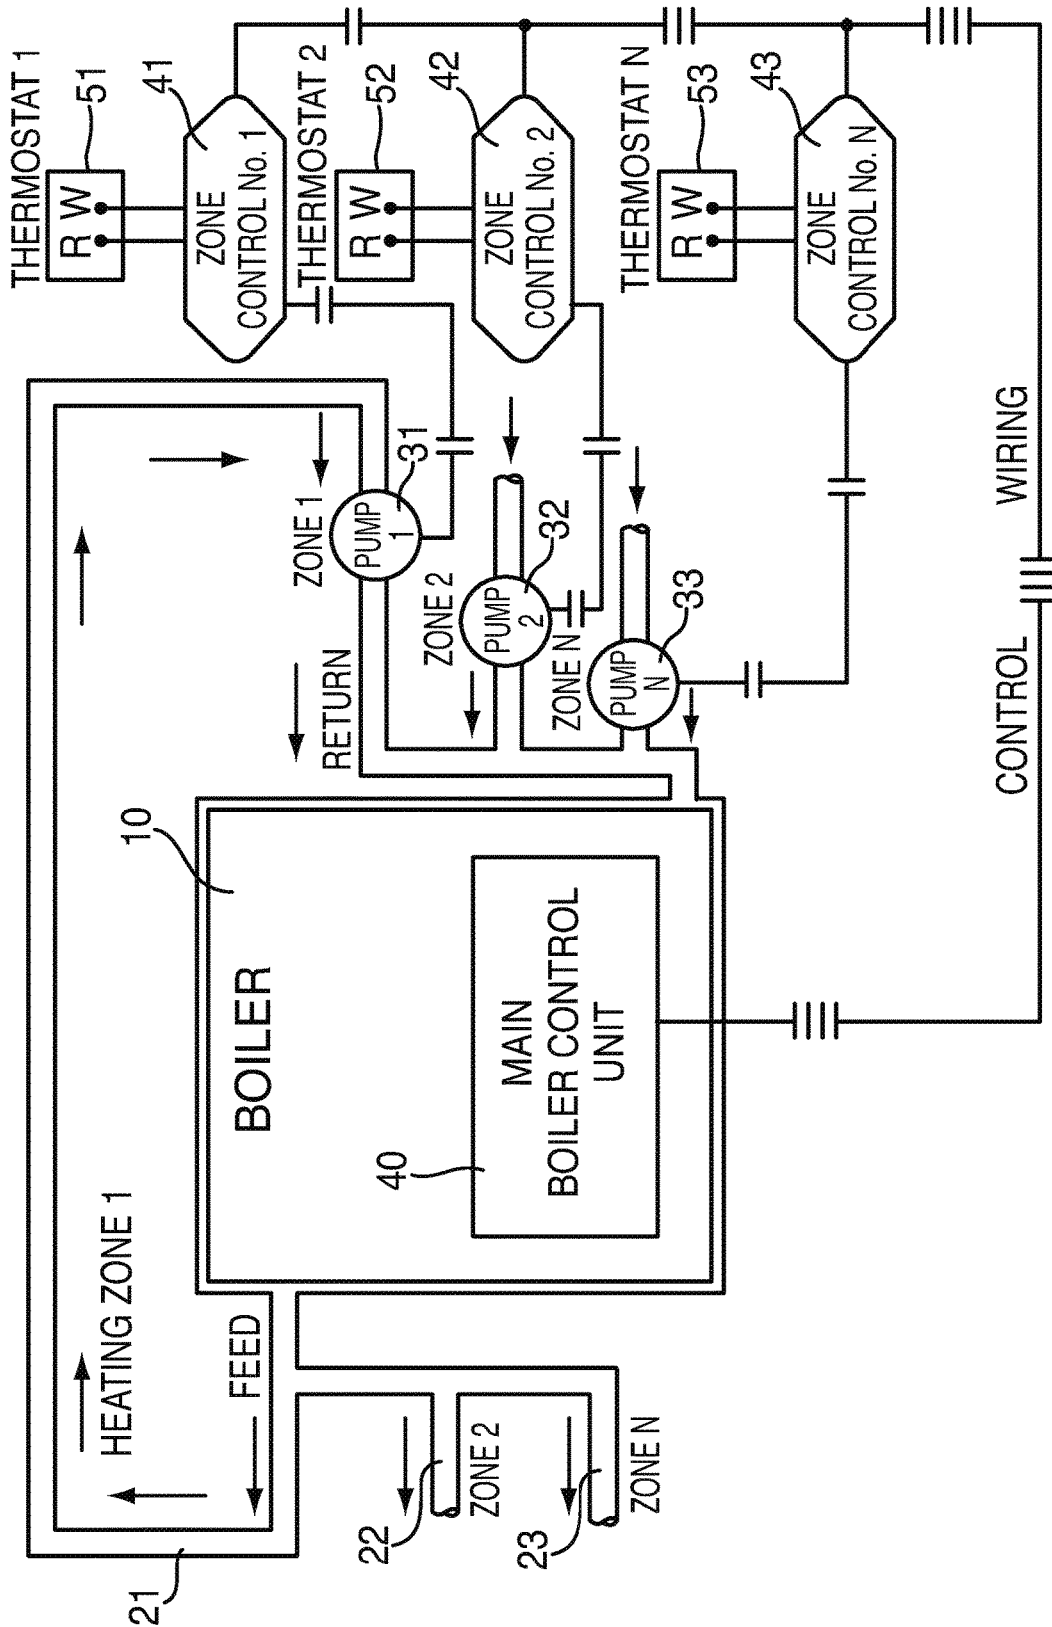 HEATING ZONE 1
21
FEED
22
ZONE 2
23
ZONE N
10
BOILER
40
MAIN
BOILER CONTROL
UNIT
RETURN
ZONE 1
PUMP
1
31
ZONE 2
PUMP
2
32
ZONE N
PUMP
N
33
THERMOSTAT 1
R W
51
41
ZONE
CONTROL No. 1
THERMOSTAT 2
R W
52
42
ZONE
CONTROL No. 2
THERMOSTAT N
R W
53
43
ZONE
CONTROL No. N
CONTROL WIRING